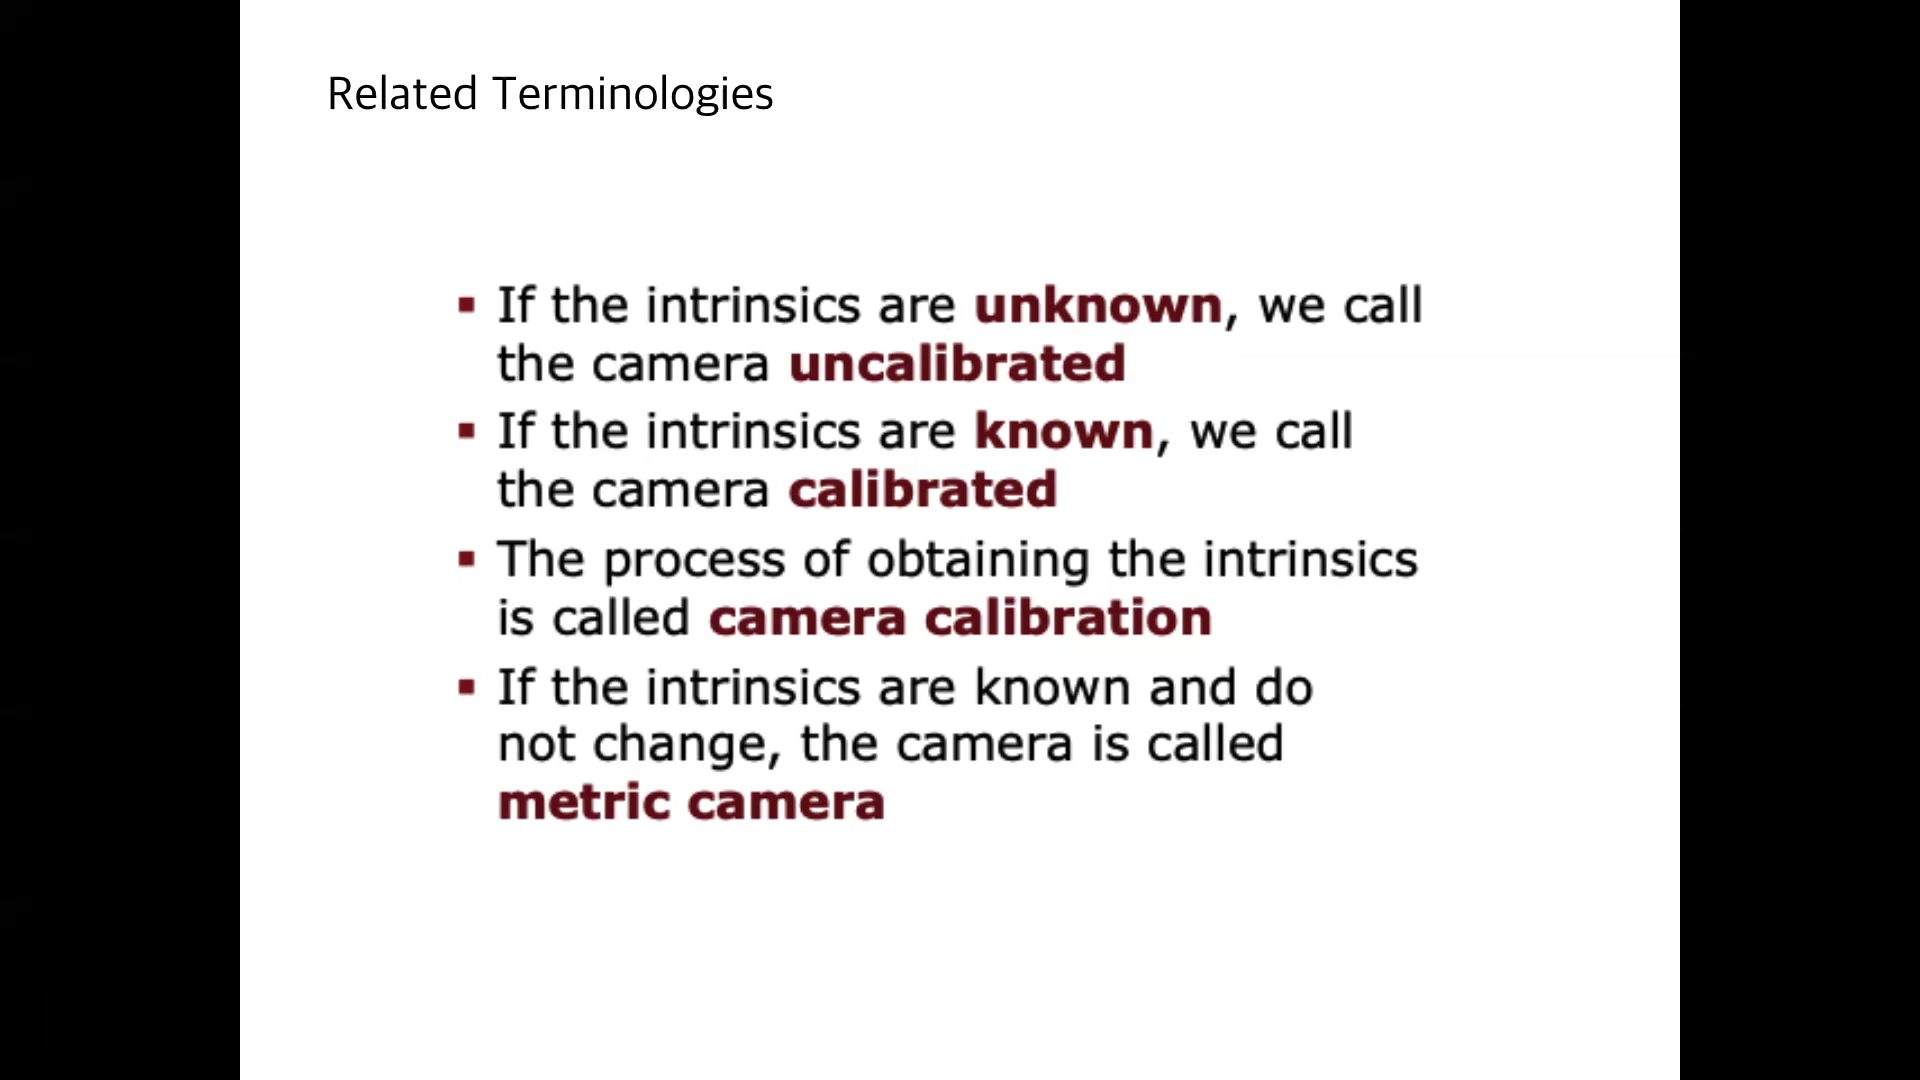 Related Terminologies
▪ If the intrinsics are unknown, we call
the camera uncalibrated
▪ If the intrinsics are known, we call
the camera calibrated
▪ The process of obtaining the intrinsics
is called camera calibration
▪ If the intrinsics are known and do
not change, the camera is called
metric camera